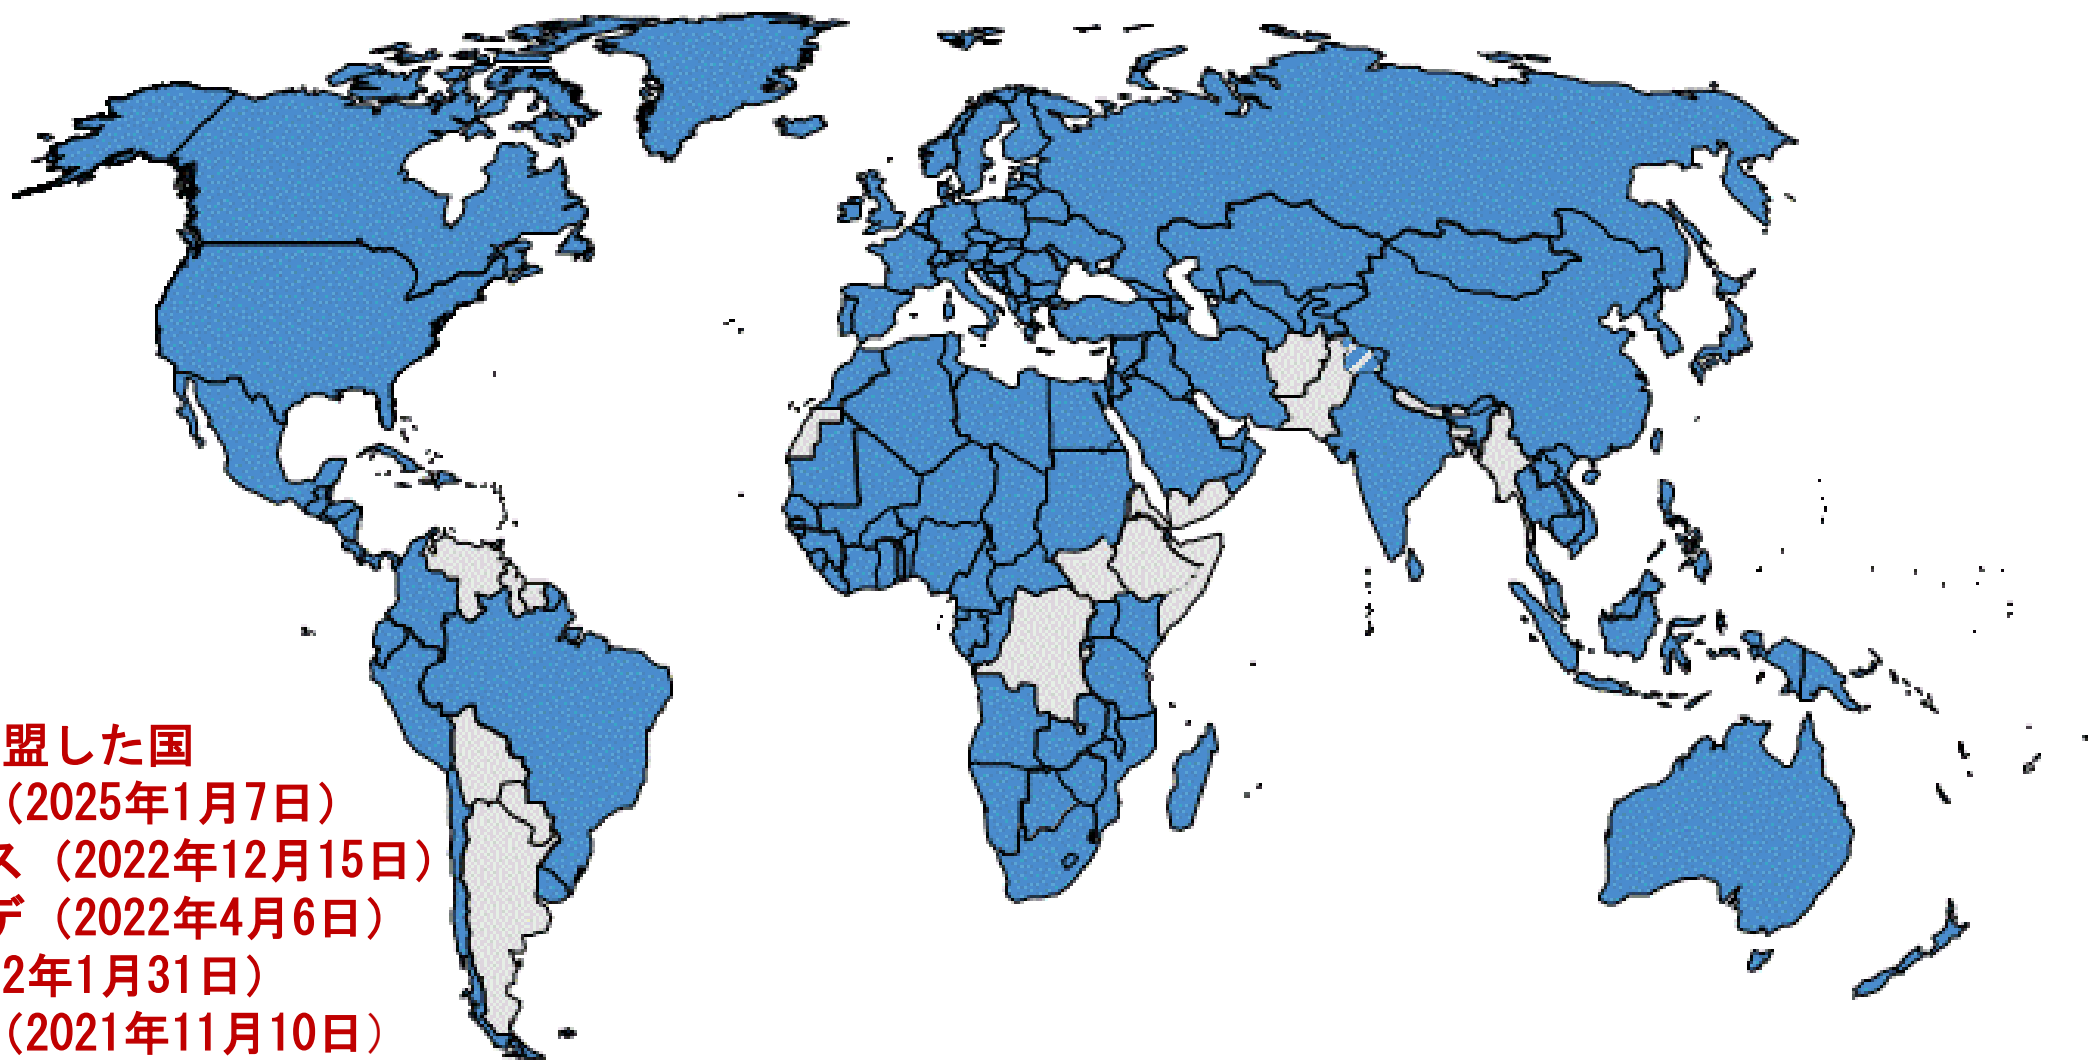 盟した国
（2025年1月7日）
ス（2022年12月15日）
デ（2022年4月6日）
2年1月31日）
（2021年11月10日）